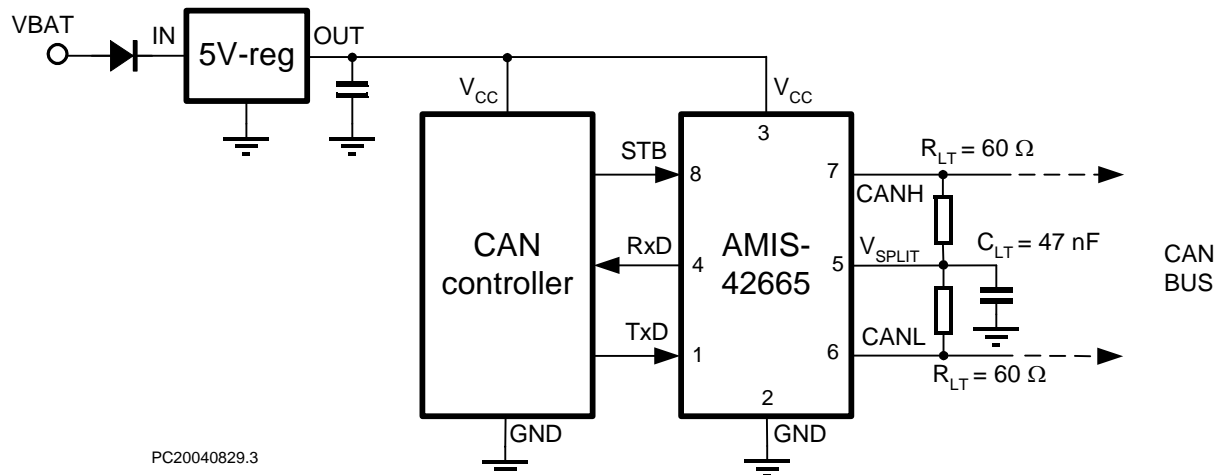 VBAT
IN
5V-reg
OUT
VCC
VCC
3
STB
8
7
RLT = 60 Ω
CANH
CAN
controller
RxD
4
AMIS-
42665
5
VSPLIT
CLT = 47 nF
CAN
BUS
TxD
1
CANL
6
RLT = 60 Ω
2
GND
GND
PC20040829.3